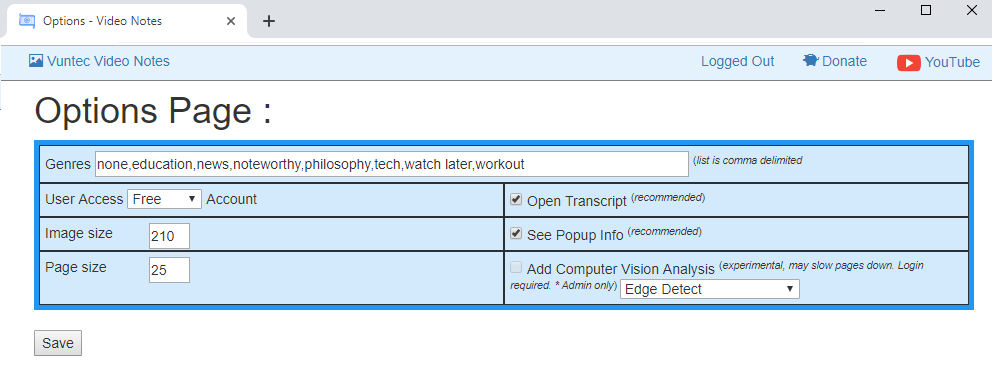 Options - Video Notes
Vuntec Video Notes Logged Out Donate YouTube
Options Page :
Genres none,education,news,noteworthy,philosophy,tech,watch later,workout (list is comma delimited
User Access Free Account Open Transcript (recommended)
Image size 210 See Popup Info (recommended)
Page size 25 Add Computer Vision Analysis (experimental, may slow pages down. Login
required. * Admin only) Edge Detect
Save